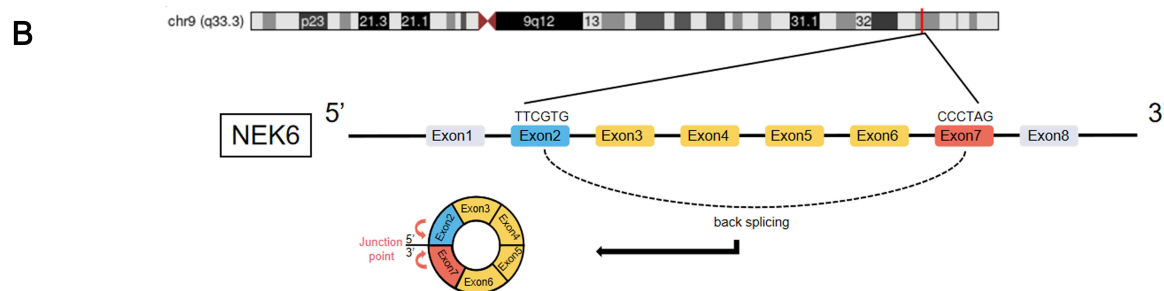 B
chr9 (q33.3)
p23 21.3 21.1 9q12 13 31.1 32
5’ 3
TTCGTG CCCTAG
NEK6
Exon1 Exon2 Exon3 Exon4 Exon5 Exon6 Exon7 Exon8
back splicing
Junction
point
5’
3’
Exon2
Exon3
Exon4
Exon5
Exon6
Exon7